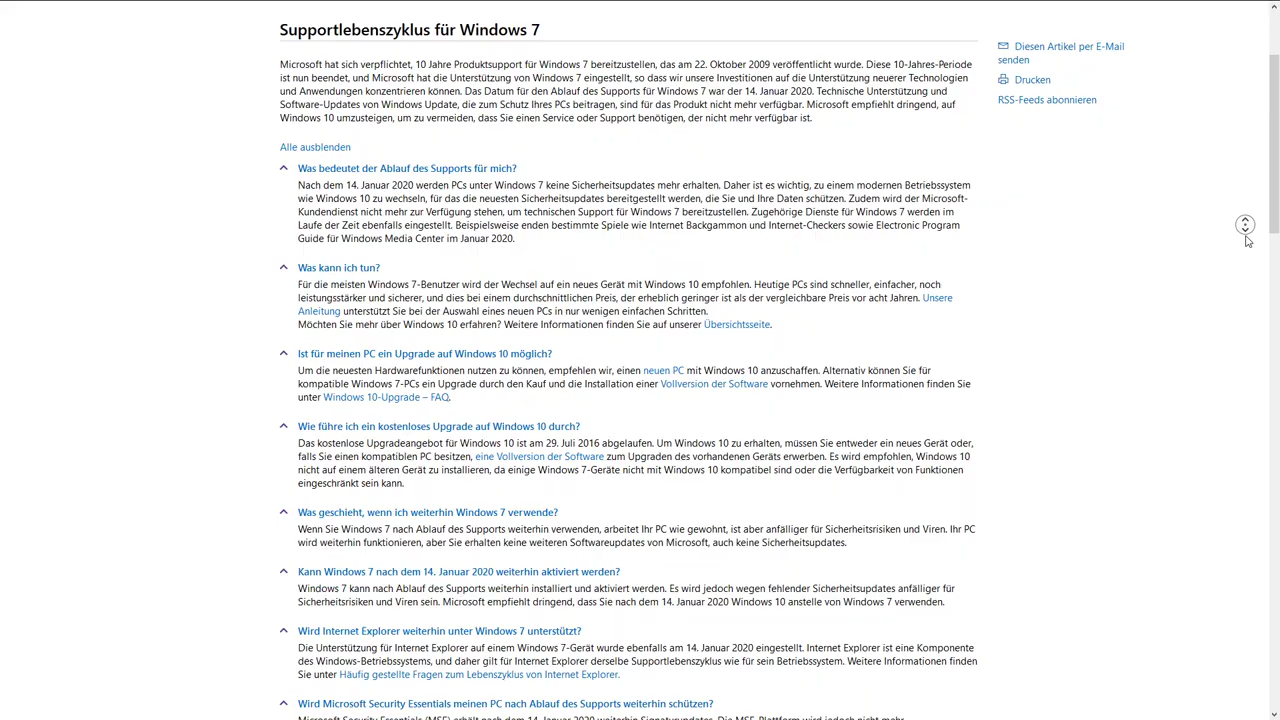 Supportlebenszyklus für Windows 7
Microsoft hat sich verpflichtet, 10 Jahre Produktsupport für Windows 7 bereitzustellen, das am 22. Oktober 2009 veröffentlicht wurde. Diese 10-Jahres-Periode
ist nun beendet, und Microsoft hat die Unterstützung von Windows 7 eingestellt, so dass wir unsere Investitionen auf die Unterstützung neuerer Technologien
und Anwendungen konzentrieren können. Das Datum für den Ablauf des Supports für Windows 7 war der 14. Januar 2020. Technische Unterstützung und
Software-Updates von Windows Update, die zum Schutz Ihres PCs beitragen, sind für das Produkt nicht mehr verfügbar. Microsoft empfiehlt dringend, auf
Windows 10 umzusteigen, um zu vermeiden, dass Sie einen Service oder Support benötigen, der nicht mehr verfügbar ist.
Diesen Artikel per E-Mail
senden
Drucken
RSS-Feeds abonnieren
Alle ausblenden
Was bedeutet der Ablauf des Supports für mich?
Nach dem 14. Januar 2020 werden PCs unter Windows 7 keine Sicherheitsupdates mehr erhalten. Daher ist es wichtig, zu einem modernen Betriebssystem
wie Windows 10 zu wechseln, für das die neuesten Sicherheitsupdates bereitgestellt werden, die Sie und Ihre Daten schützen. Zudem wird der Microsoft-
Kundendienst nicht mehr zur Verfügung stehen, um technischen Support für Windows 7 bereitzustellen. Zugehörige Dienste für Windows 7 werden im
Laufe der Zeit ebenfalls eingestellt. Beispielsweise enden bestimmte Spiele wie Internet Backgammon und Internet-Checkers sowie Electronic Program
Guide für Windows Media Center im Januar 2020.
Was kann ich tun?
Für die meisten Windows 7-Benutzer wird der Wechsel auf ein neues Gerät mit Windows 10 empfohlen. Heutige PCs sind schneller, einfacher, noch
leistungsstärker und sicherer, und dies bei einem durchschnittlichen Preis, der erheblich geringer ist als der vergleichbare Preis vor acht Jahren. Unsere
Anleitung unterstützt Sie bei der Auswahl eines neuen PCs in nur wenigen einfachen Schritten.
Möchten Sie mehr über Windows 10 erfahren? Weitere Informationen finden Sie auf unserer Übersichtsseite.
Ist für meinen PC ein Upgrade auf Windows 10 möglich?
Um die neuesten Hardwarefunktionen nutzen zu können, empfehlen wir, einen neuen PC mit Windows 10 anzuschaffen. Alternativ können Sie für
kompatible Windows 7-PCs ein Upgrade durch den Kauf und die Installation einer Vollversion der Software vornehmen. Weitere Informationen finden Sie
unter Windows 10-Upgrade – FAQ.
Wie führe ich ein kostenloses Upgrade auf Windows 10 durch?
Das kostenlose Upgradeangebot für Windows 10 ist am 29. Juli 2016 abgelaufen. Um Windows 10 zu erhalten, müssen Sie entweder ein neues Gerät oder,
falls Sie einen kompatiblen PC besitzen, eine Vollversion der Software zum Upgraden des vorhandenen Geräts erwerben. Es wird empfohlen, Windows 10
nicht auf einem älteren Gerät zu installieren, da einige Windows 7-Geräte nicht mit Windows 10 kompatibel sind oder die Verfügbarkeit von Funktionen
eingeschränkt sein kann.
Was geschieht, wenn ich weiterhin Windows 7 verwende?
Wenn Sie Windows 7 nach Ablauf des Supports weiterhin verwenden, arbeitet Ihr PC wie gewohnt, ist aber anfälliger für Sicherheitsrisiken und Viren. Ihr PC
wird weiterhin funktionieren, aber Sie erhalten keine weiteren Softwareupdates von Microsoft, auch keine Sicherheitsupdates.
Kann Windows 7 nach dem 14. Januar 2020 weiterhin aktiviert werden?
Windows 7 kann nach Ablauf des Supports weiterhin installiert und aktiviert werden. Es wird jedoch wegen fehlender Sicherheitsupdates anfälliger für
Sicherheitsrisiken und Viren sein. Microsoft empfiehlt dringend, dass Sie nach dem 14. Januar 2020 Windows 10 anstelle von Windows 7 verwenden.
Wird Internet Explorer weiterhin unter Windows 7 unterstützt?
Die Unterstützung für Internet Explorer auf einem Windows 7-Gerät wurde ebenfalls am 14. Januar 2020 eingestellt. Internet Explorer ist eine Komponente
des Windows-Betriebssystems, und daher gilt für Internet Explorer derselbe Supportlebenszyklus wie für sein Betriebssystem. Weitere Informationen finden
Sie unter Häufig gestellte Fragen zum Lebenszyklus von Internet Explorer.
Wird Microsoft Security Essentials meinen PC nach Ablauf des Supports weiterhin schützen?
Microsoft Security Essentials (MSE) erhält nach dem 14. Januar 2020 weiterhin Signaturupdates. Die MSE-Plattform wird jedoch nicht mehr